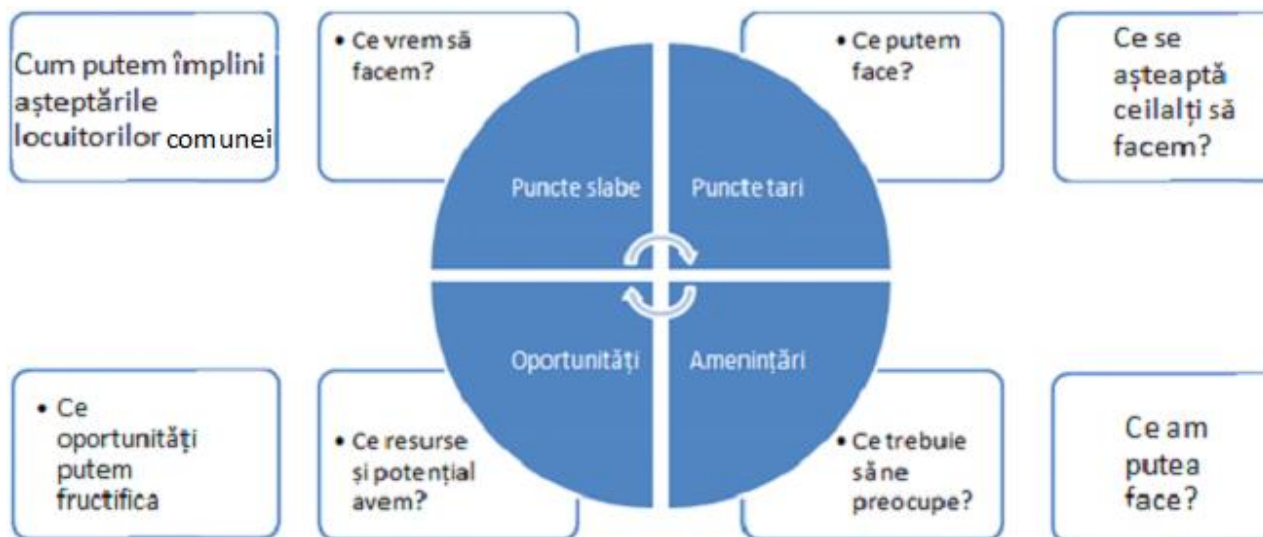 Cum putem împlini
așteptările
locuitorilor comunei
• Ce vrem să
facem?
• Ce putem
face?
Ce se
așteaptă
ceilalți să
facem?
Puncte slabe
Puncte tari
Oportunități
Amenințări
• Ce
oportunități
putem
fructifica
• Ce resurse
și potențial
avem?
• Ce trebuie
să ne
preocupe?
Ce am
putea
face?